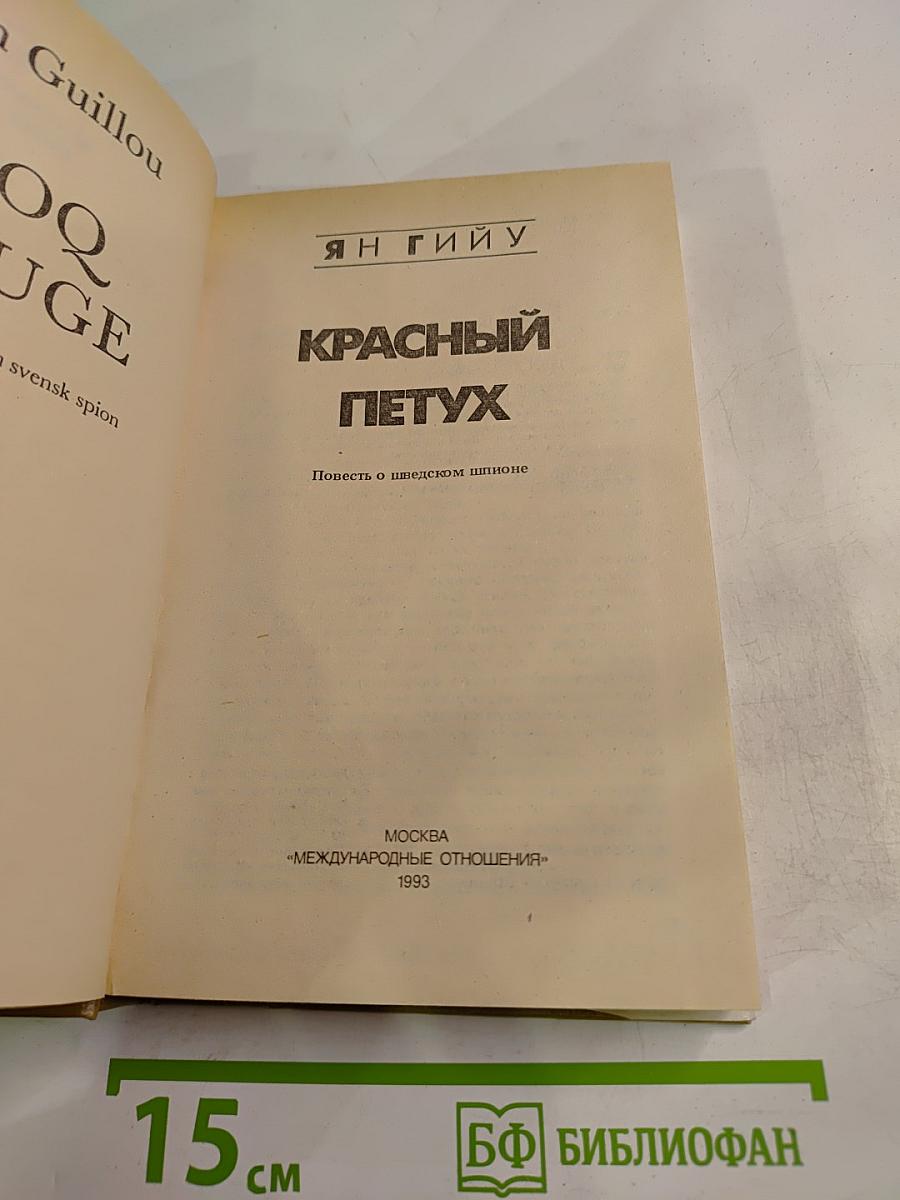 Guillou
OQ
UGE
svensk spion
ЯН ГИЙУ
КРАСНЫЙ
ПЕТУХ
Повесть о шведском шпионе
МОСКВА
«МЕЖДУНАРОДНЫЕ ОТНОШЕНИЯ»
1993
15 см
БФ БИБЛИОФАН